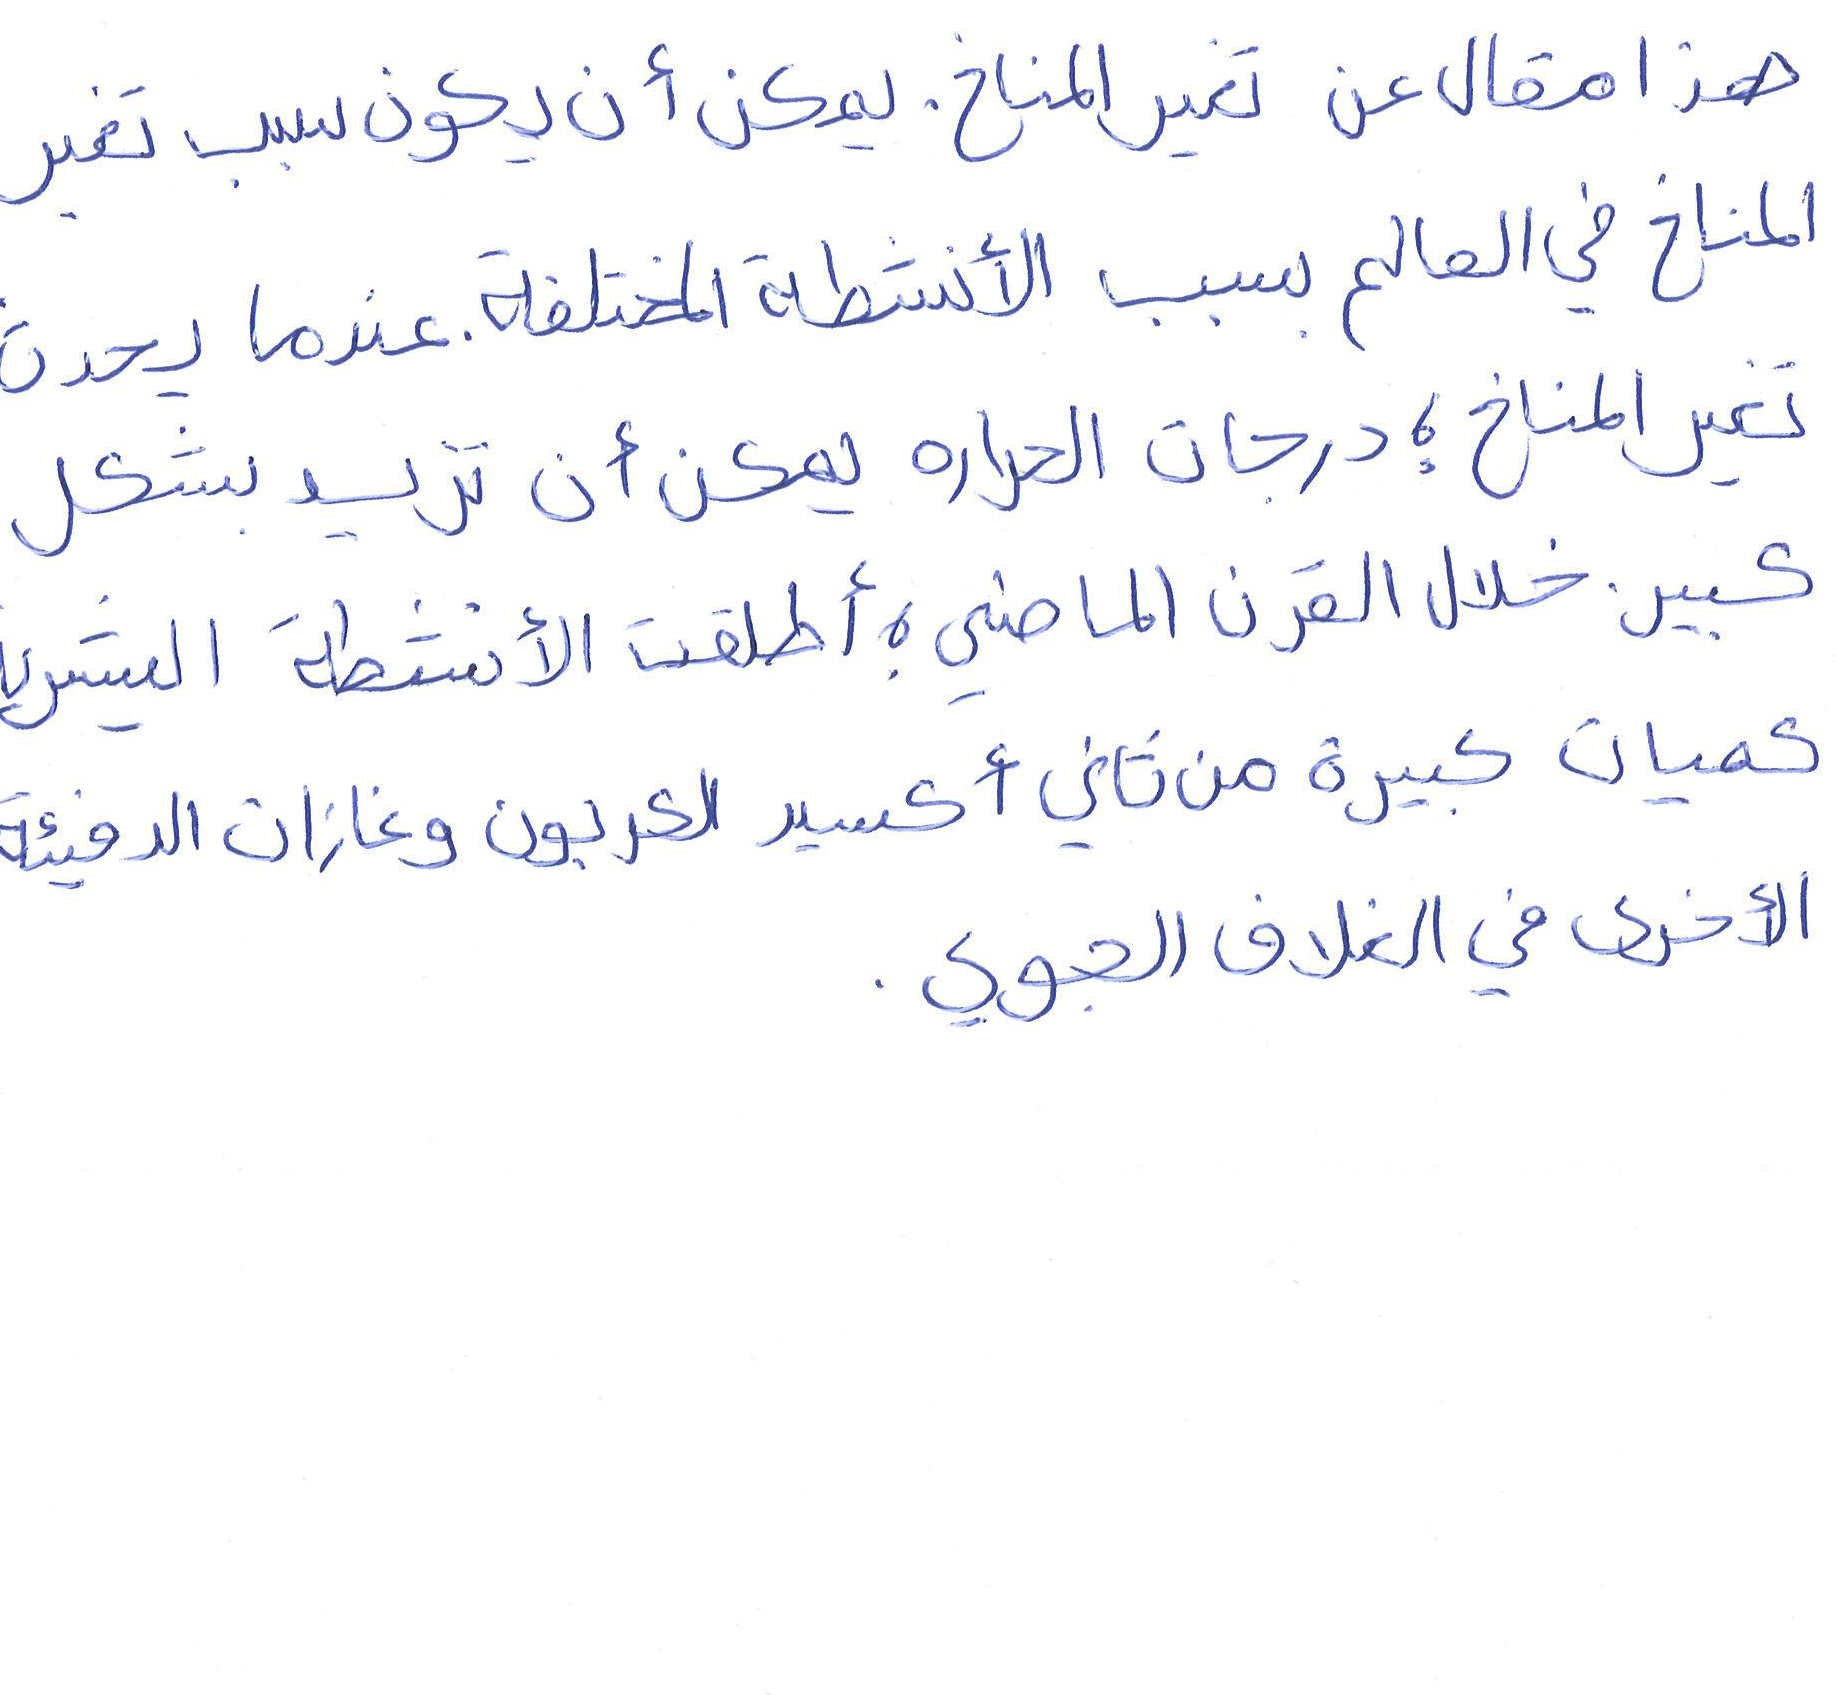 هذا مقال عن تغير المناخ. يمكن أن يكون سبب تغير
المناخ في العالم بسبب الأنشطة المختلفة. عندما يحدث
تغير المناخ ؛ درجات الحراره يمكن أن تزيد بشكل
كبير. خلال القرن الماضي ؛ أطلقت الأنشطة البشرية
كميات كبيرة من ثاني أكسيد الكربون وغازات الدفيئة
الأخرى في الغلاف الجوي .